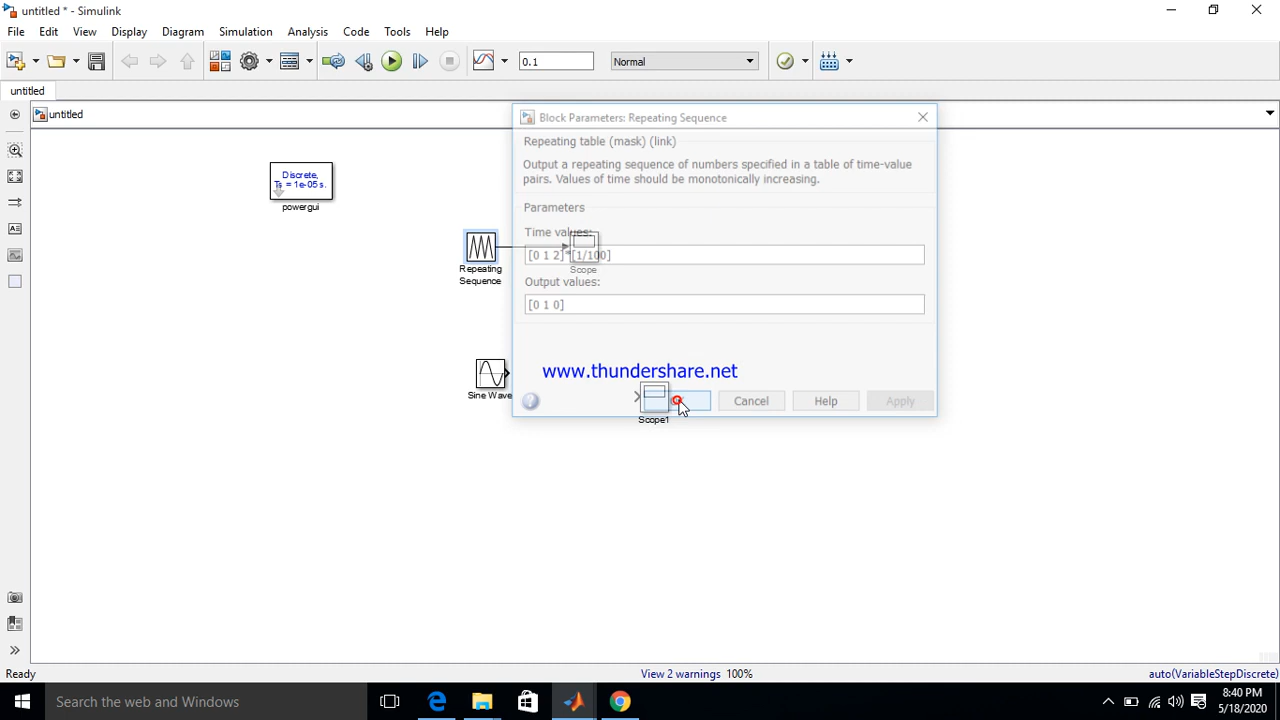 untitled * - Simulink
File Edit View Display Diagram Simulation Analysis Code Tools Help
0.1 Normal
untitled
untitled
Block Parameters: Repeating Sequence
Repeating table (mask) (link)
Output a repeating sequence of numbers specified in a table of time-value
pairs. Values of time should be monotonically increasing.
Parameters
Time values:
[0 1 2]*[1/100]
Output values:
[0 1 0]
Cancel Help Apply
Discrete,
Ts = 1e-05 s.
powergui
Repeating
Sequence
Scope
Sine Wave
Scope1
www.thundershare.net
Ready View 2 warnings 100% auto(VariableStepDiscrete)
Search the web and Windows
8:40 PM
5/18/2020